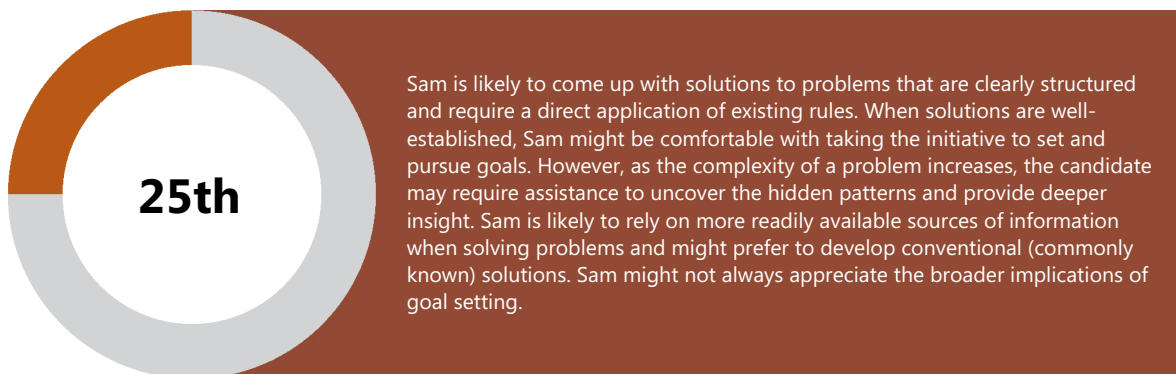 25th
Sam is likely to come up with solutions to problems that are clearly structured
and require a direct application of existing rules. When solutions are well-
established, Sam might be comfortable with taking the initiative to set and
pursue goals. However, as the complexity of a problem increases, the candidate
may require assistance to uncover the hidden patterns and provide deeper
insight. Sam is likely to rely on more readily available sources of information
when solving problems and might prefer to develop conventional (commonly
known) solutions. Sam might not always appreciate the broader implications of
goal setting.